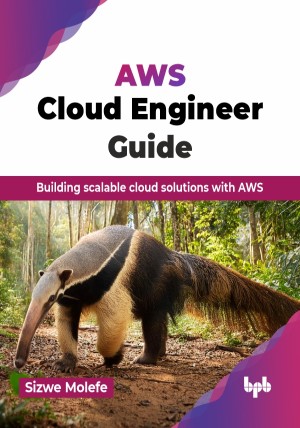 AWS
Cloud Engineer
Guide
Building scalable cloud solutions with AWS
Sizwe Molefe
bpb